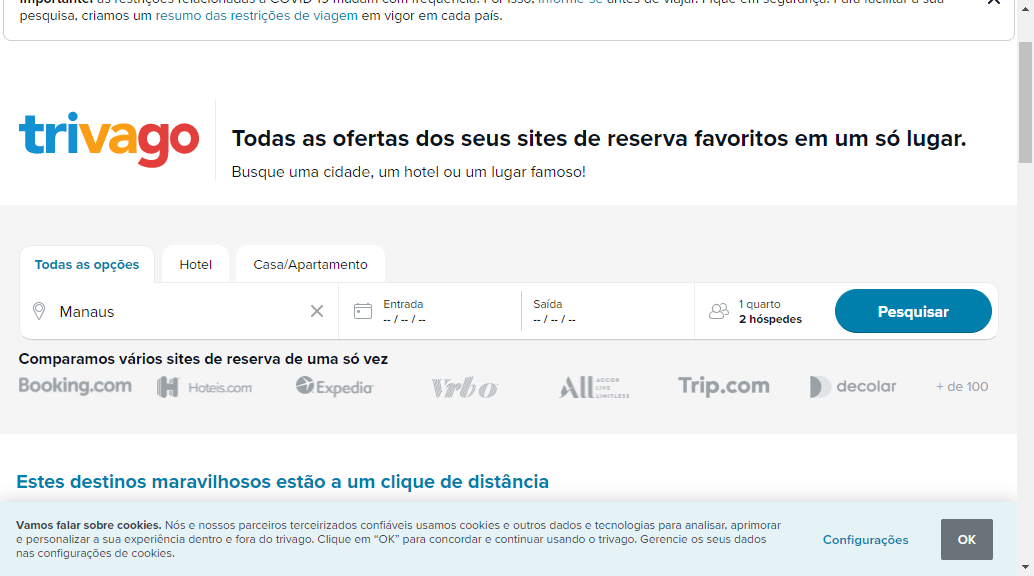 Importante: as restrições relacionadas a COVID-19 mudam com frequência. Por isso, informe-se antes de viajar. Fique em segurança. Para facilitar a sua
pesquisa, criamos um resumo das restrições de viagem em vigor em cada país.
trivago
Todas as ofertas dos seus sites de reserva favoritos em um só lugar.
Busque uma cidade, um hotel ou um lugar famoso!
Todas as opções
Hotel
Casa/Apartamento
Manaus
Entrada
-- / -- / --
Saída
-- / -- / --
1 quarto
2 hóspedes
Pesquisar
Comparamos vários sites de reserva de uma só vez
Booking.com
Hoteis.com
Expedia
Vrbo
ALL ACCOR LIVE LIMITLESS
Trip.com
decolar
+ de 100
Estes destinos maravilhosos estão a um clique de distância
Vamos falar sobre cookies. Nós e nossos parceiros terceirizados confiáveis usamos cookies e outros dados e tecnologias para analisar, aprimorar
e personalizar a sua experiência dentro e fora do trivago. Clique em “OK” para concordar e continuar usando o trivago. Gerencie os seus dados
nas configurações de cookies.
Configurações
OK